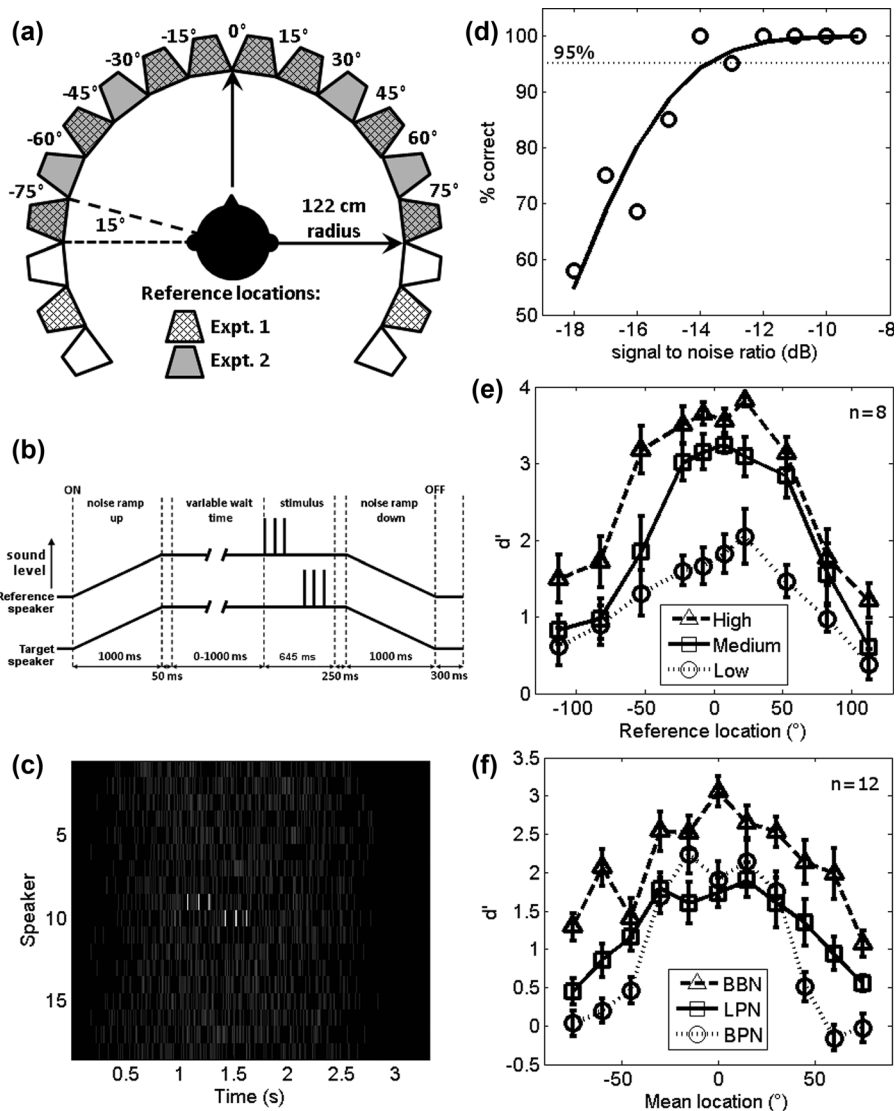 (a)
-15°
0°
15°
-30°
30°
-45°
45°
-60°
60°
-75°
75°
15°
122 cm
radius
Reference locations:
Expt. 1
Expt. 2
(b)
ON
OFF
noise ramp
up
variable wait
time
stimulus
noise ramp
down
sound
level
Reference
speaker
Target
speaker
1000 ms
0-1000 ms
645 ms
1000 ms
50 ms
250 ms
300 ms
(c)
Speaker
5
10
15
0.5 1 1.5 2 2.5 3
Time (s)
(d)
% correct
100
95%
90
80
70
60
50
-18 -16 -14 -12 -10 -8
signal to noise ratio (dB)
(e)
n=8
d'
4
3
2
1
0
High
Medium
Low
-100 -50 0 50 100
Reference location (°)
(f)
n=12
d'
3.5
3
2.5
2
1.5
1
0.5
0
-0.5
BBN
LPN
BPN
-50 0 50
Mean location (°)